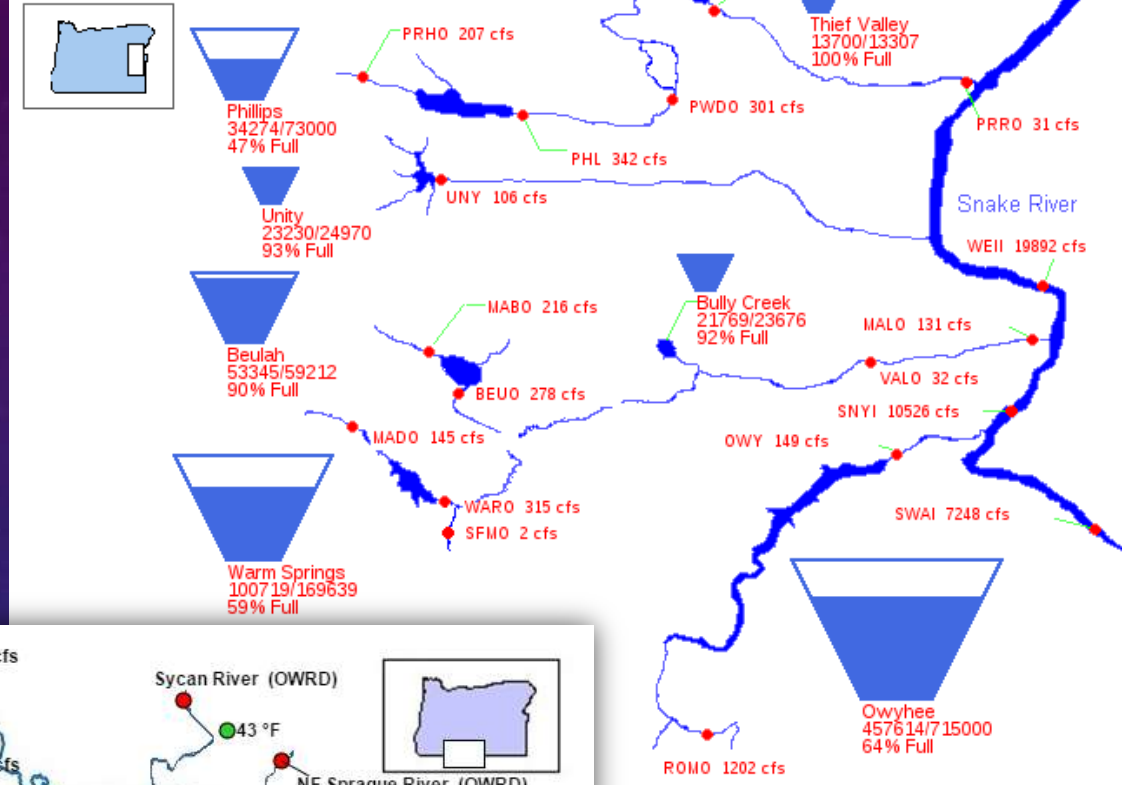 PRHO 207 cfs
Thief Valley
13700/13307
100% Full
Phillips
34274/73000
47% Full
PWDO 301 cfs
PRRO 31 cfs
PHL 342 cfs
UNY 106 cfs
Unity
23230/24970
93% Full
Snake River
WEII 19892 cfs
Beulah
53345/59212
90% Full
MABO 216 cfs
Bully Creek
21769/23676
92% Full
MALO 131 cfs
VALO 32 cfs
BEUO 278 cfs
SNYI 10526 cfs
MADO 145 cfs
OWY 149 cfs
WARO 315 cfs
SWAI 7248 cfs
SFMO 2 cfs
Warm Springs
100719/169639
59% Full
Owyhee
457614/715000
64% Full
ROMO 1202 cfs
cfs
Sycan River (OWRD)
43 °F
cfs
NF Sprague River (OWRD)